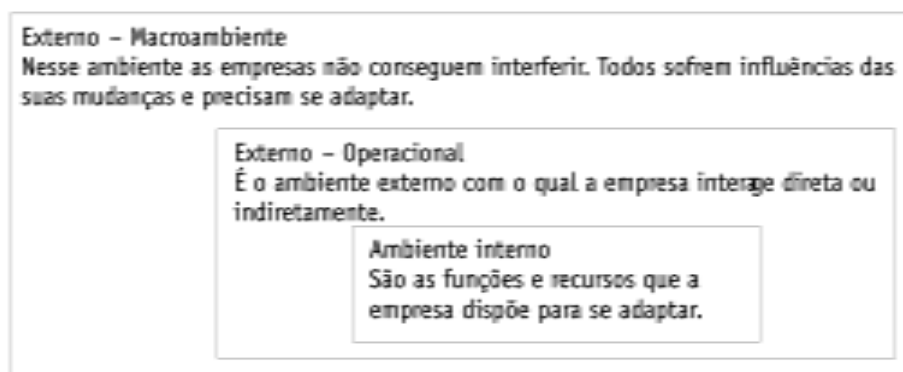 Externo – Macroambiente
Nesse ambiente as empresas não conseguem interferir. Todos sofrem influências das
suas mudanças e precisam se adaptar.
Externo – Operacional
É o ambiente externo com o qual a empresa interage direta ou
indiretamente.
Ambiente interno
São as funções e recursos que a
empresa dispõe para se adaptar.